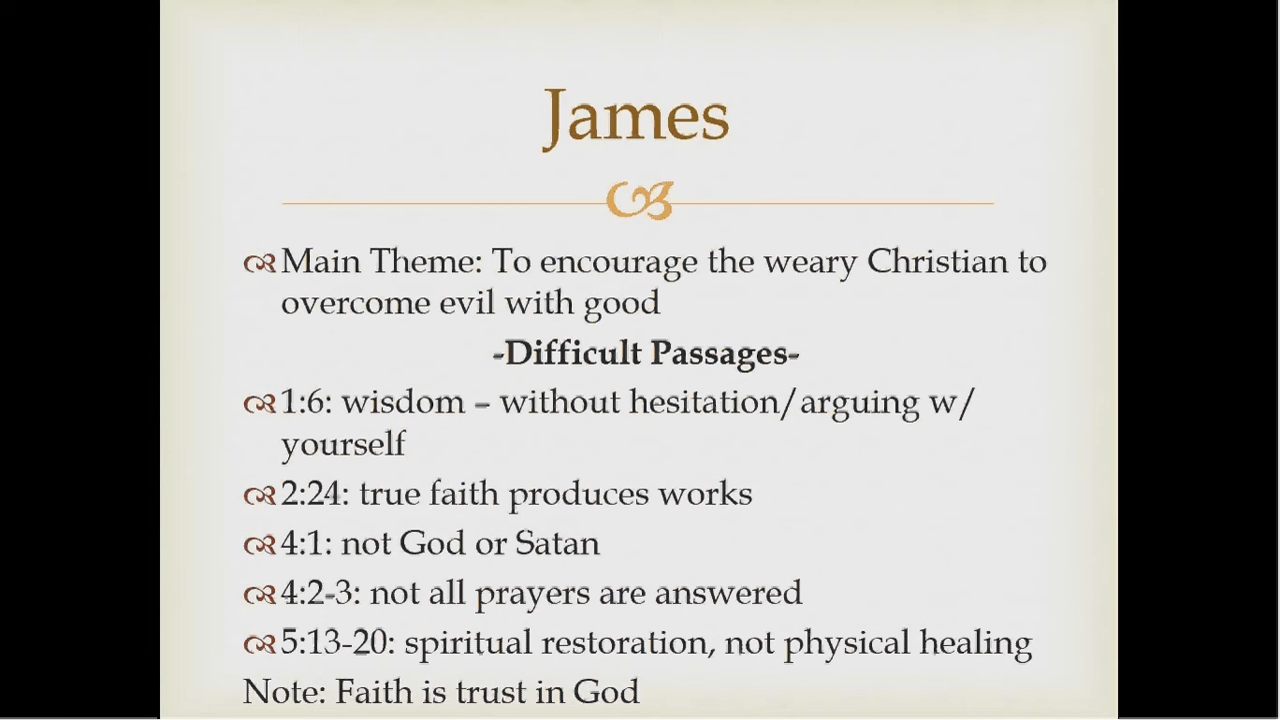 James
Main Theme: To encourage the weary Christian to
overcome evil with good
-Difficult Passages-
1:6: wisdom – without hesitation/arguing w/
yourself
2:24: true faith produces works
4:1: not God or Satan
4:2-3: not all prayers are answered
5:13-20: spiritual restoration, not physical healing
Note: Faith is trust in God